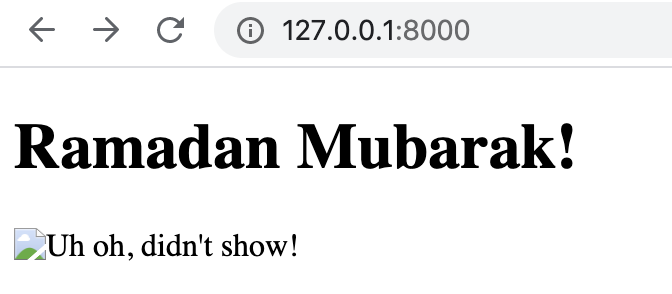 127.0.0.1:8000
Ramadan Mubarak!
Uh oh, didn't show!